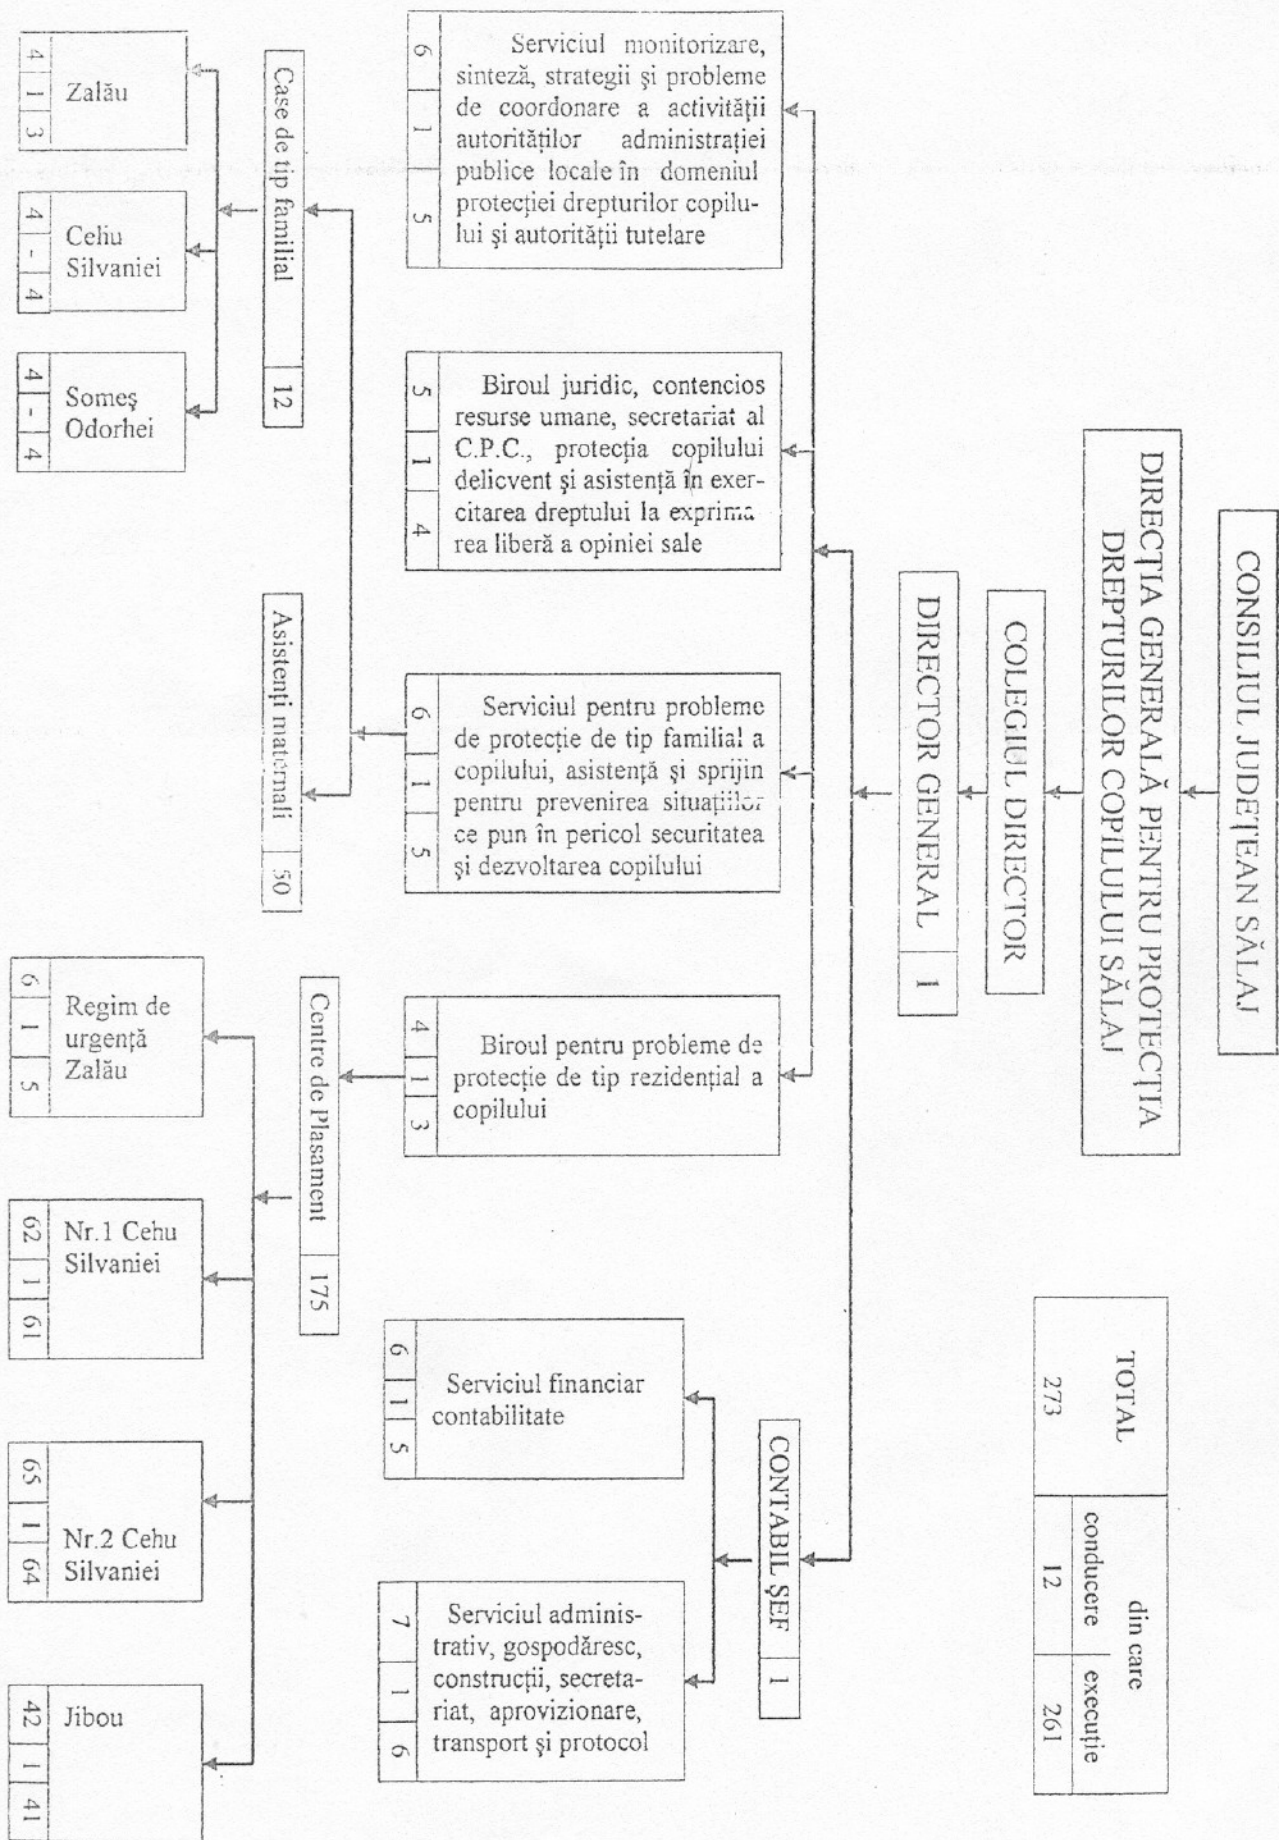 CONSILIUL JUDEȚEAN SĂLAJ
DIRECȚIA GENERALĂ PENTRU PROTECȚIA
DREPTURILOR COPILULUI SĂLAJ
COLEGIUL DIRECTOR
DIRECTOR GENERAL 1
TOTAL
273
din care
conducere
execuție
12
261
CONTABIL ŞEF 1
Serviciul monitorizare,
sinteză, strategii şi probleme
de coordonare a activității
autorităților administrației
publice locale în domeniul
protecției drepturilor copilu-
lui şi autorității tutelare
6 1 5
Biroul juridic, contencios
resurse umane, secretariat al
C.P.C., protecția copilului
delicvent şi asistență în exer-
citarea dreptului la exprima
rea liberă a opiniei sale
5 1 4
Serviciul pentru probleme
de protecție de tip familial a
copilului, asistență şi sprijin
pentru prevenirea situațiilor
ce pun în pericol securitatea
şi dezvoltarea copilului
6 1 5
Biroul pentru probleme de
protecție de tip rezidențial a
copilului
4 1 3
Serviciul financiar
contabilitate
6 1 5
Serviciul adminis-
trativ, gospodăresc,
construcții, secreta-
riat, aprovizionare,
transport şi protocol
7 1 6
Case de tip familial 12
Asistenți maternali 50
Centre de Plasament 175
Zalău
4 1 3
Cehu
Silvaniei
4 - 4
Someş
Odorhei
4 - 4
Regim de
urgență
Zalău
6 1 5
Nr.1 Cehu
Silvaniei
62 1 61
Nr.2 Cehu
Silvaniei
65 1 64
Jibou
42 1 41